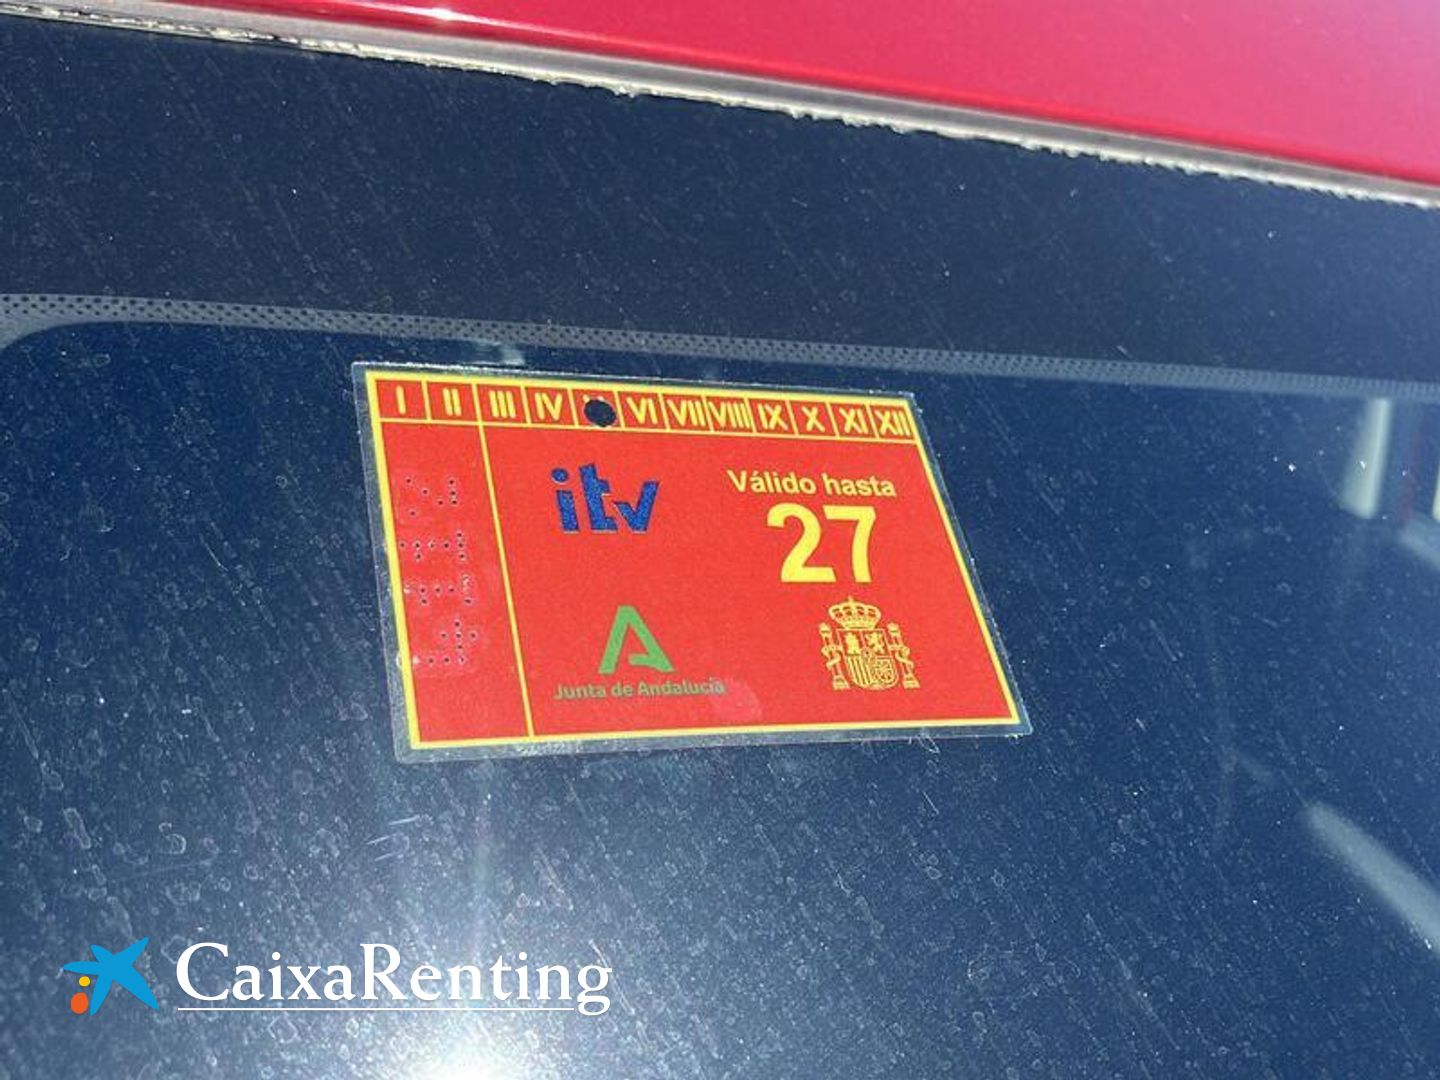 I II III IV VI VII VIII IX X XI XII
itv
Válido hasta
27
Junta de Andalucía
CaixaRenting